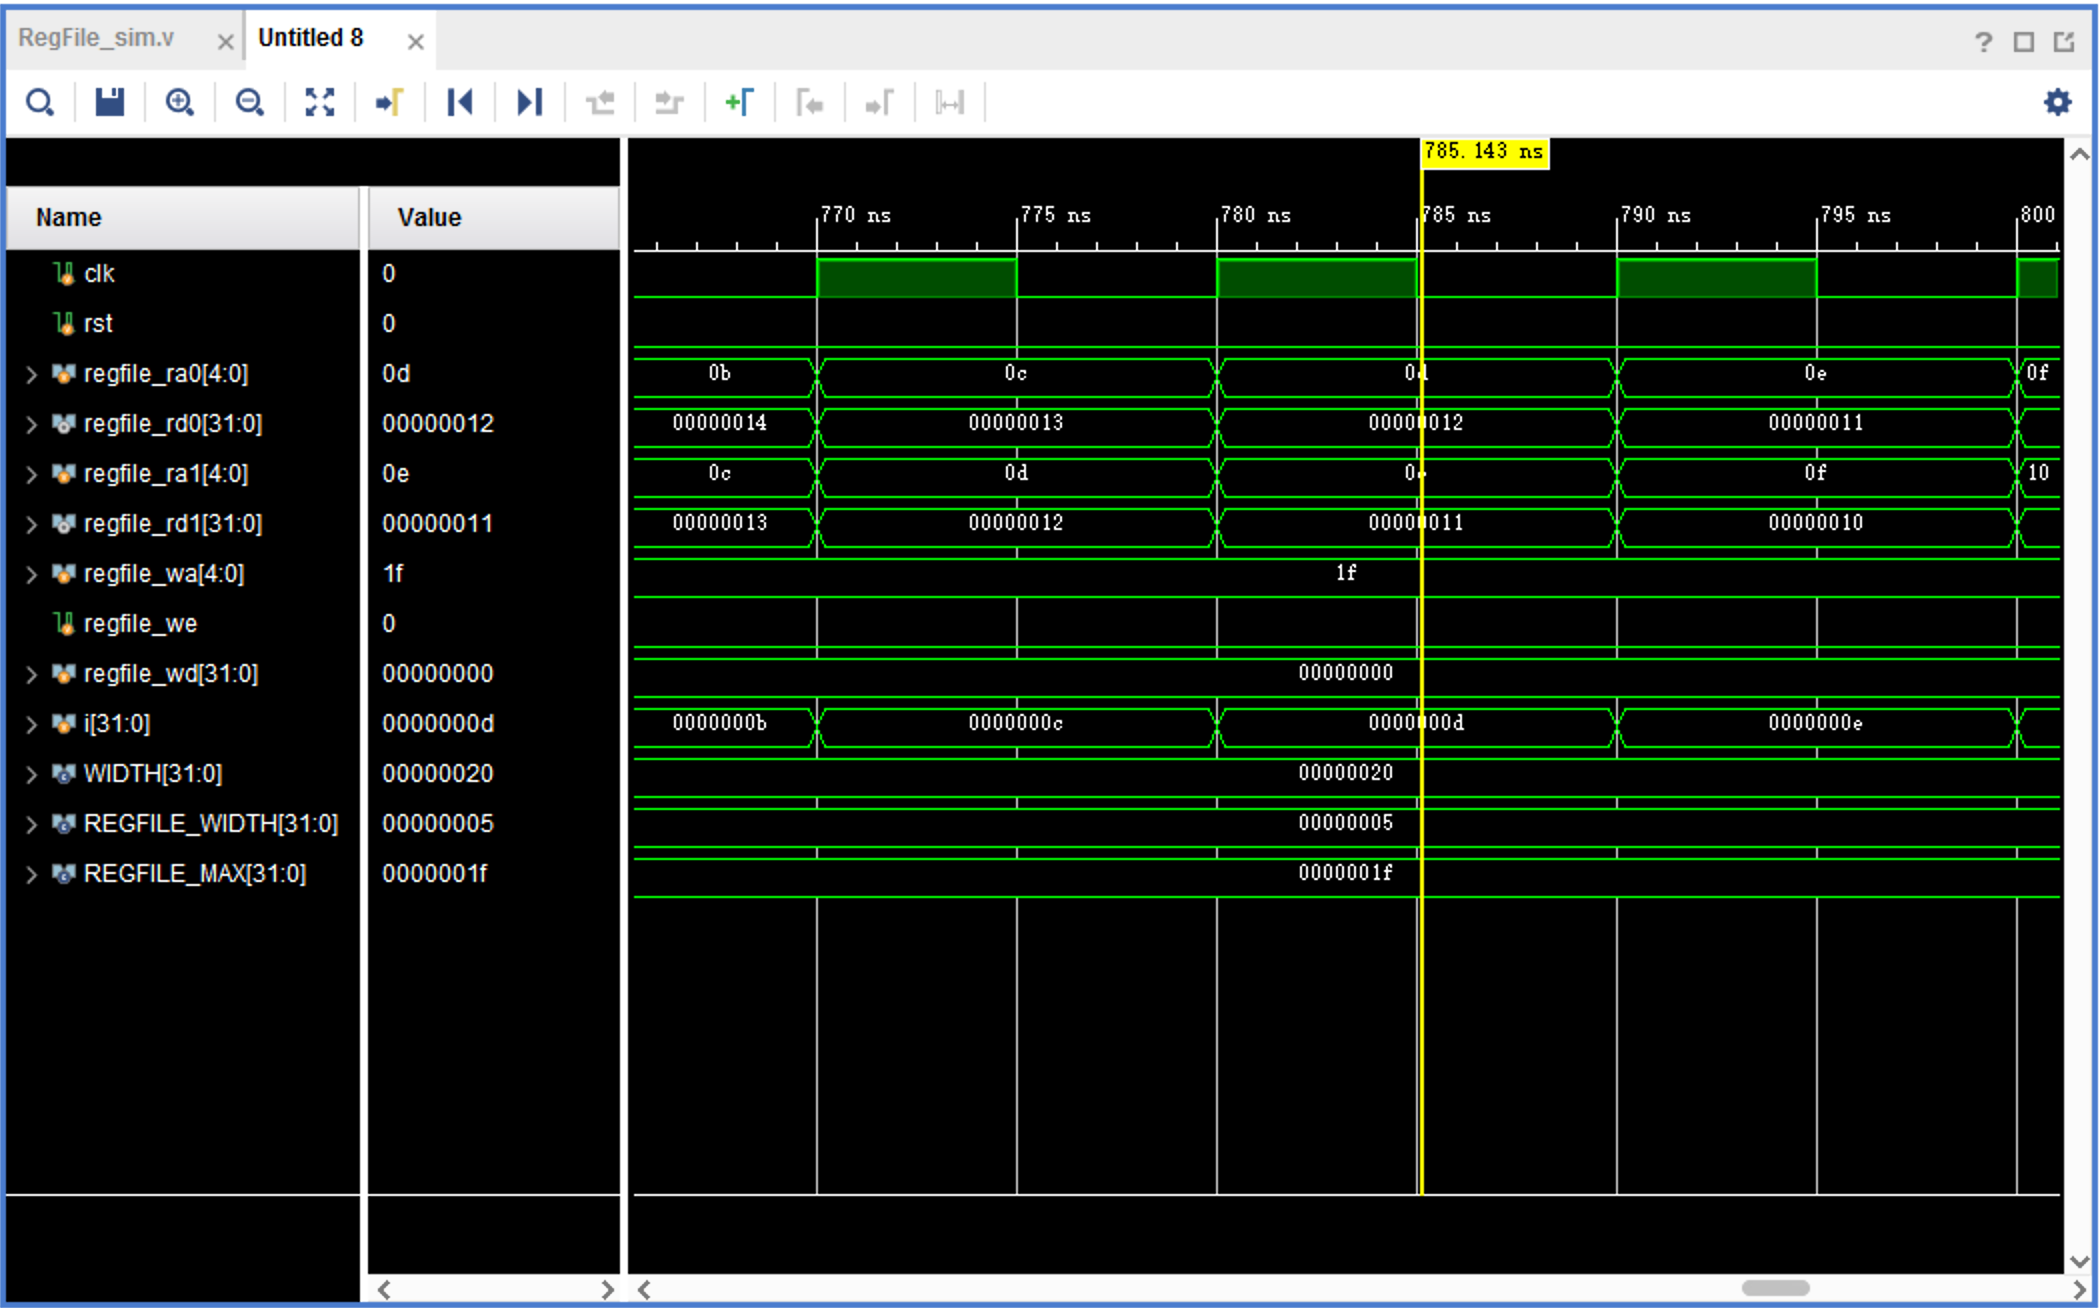 RegFile_sim.v × Untitled 8 ×
?
785.143 ns
Name Value
770 ns 775 ns 780 ns 785 ns 790 ns 795 ns 800
clk 0
rst 0
regfile_ra0[4:0] 0d 0b 0c 0d 0e 0f
regfile_rd0[31:0] 00000012 00000014 00000013 00000012 00000011
regfile_ra1[4:0] 0e 0c 0d 0e 0f 10
regfile_rd1[31:0] 00000011 00000013 00000012 00000011 00000010
regfile_wa[4:0] 1f 1f
regfile_we 0
regfile_wd[31:0] 00000000 00000000
i[31:0] 0000000d 0000000b 0000000c 0000000d 0000000e
WIDTH[31:0] 00000020 00000020
REGFILE_WIDTH[31:0] 00000005 00000005
REGFILE_MAX[31:0] 0000001f 0000001f